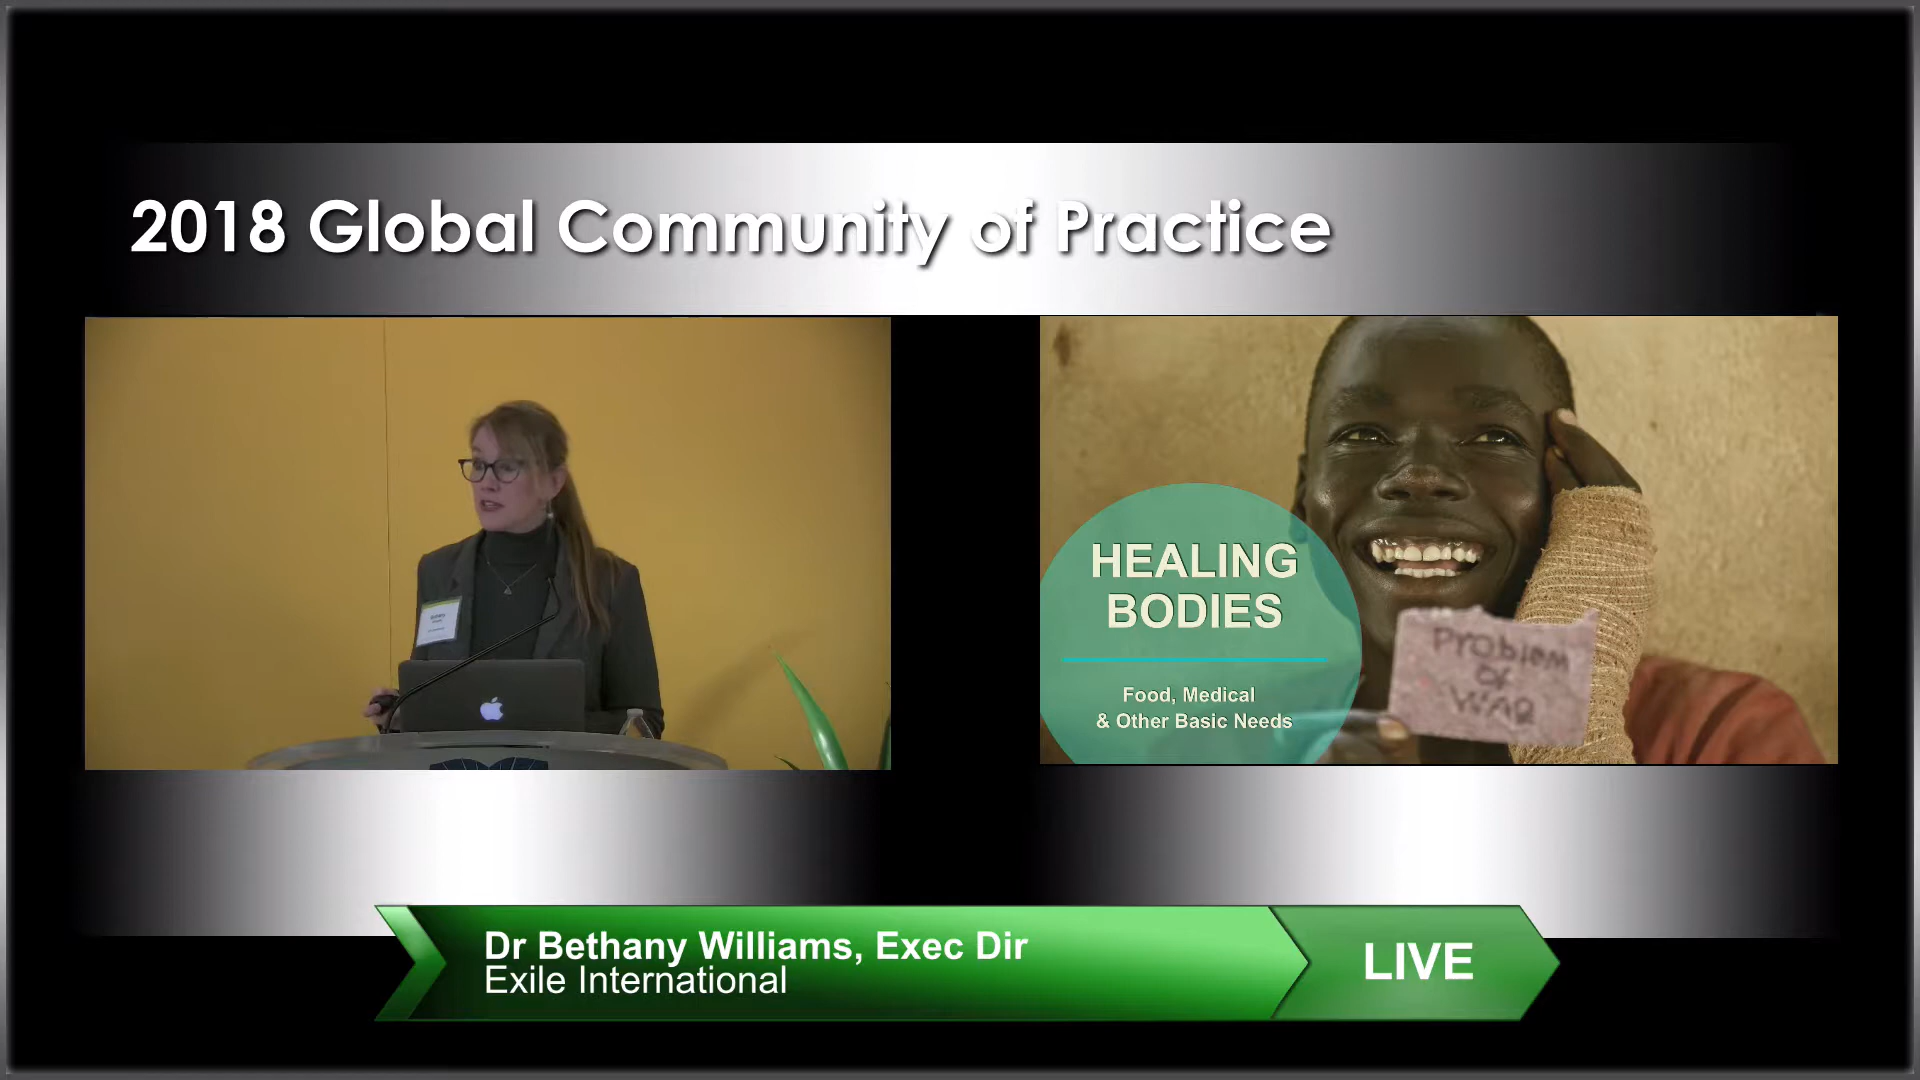 2018 Global Community of Practice
HEALING
BODIES
Food, Medical
& Other Basic Needs
Problem
of
WAR
Dr Bethany Williams, Exec Dir
Exile International
LIVE